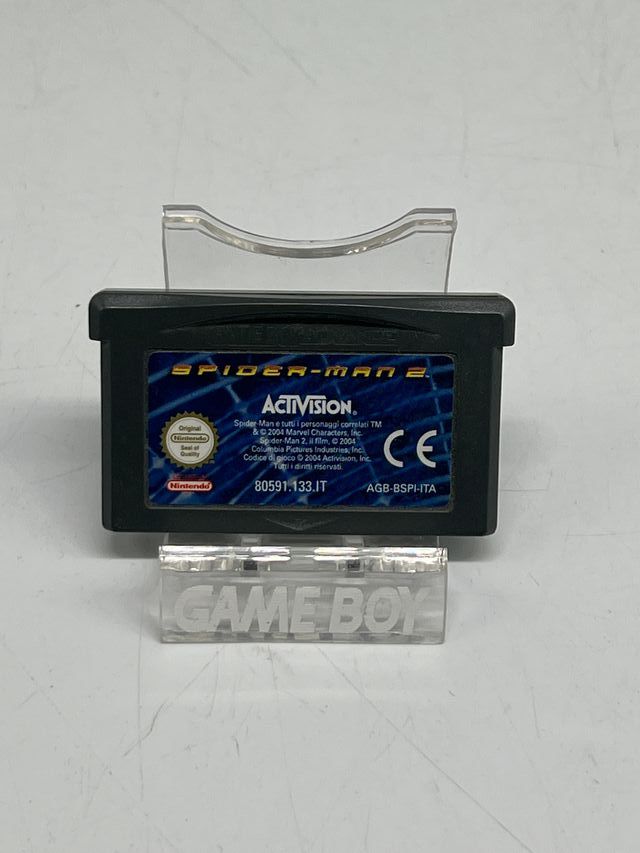 SPIDER-MAN 2™
ACTIVISION®
Spider-Man e tutti i personaggi correlati TM
& © 2004 Marvel Characters, Inc.
Spider-Man 2, il film, © 2004
Columbia Pictures Industries, Inc.
Codice di gioco © 2004 Activision, Inc.
Tutti i diritti riservati.
Original
Nintendo
Seal of
Quality
CE
Nintendo
80591.133.IT
AGB-BSPI-ITA
GAME BOY